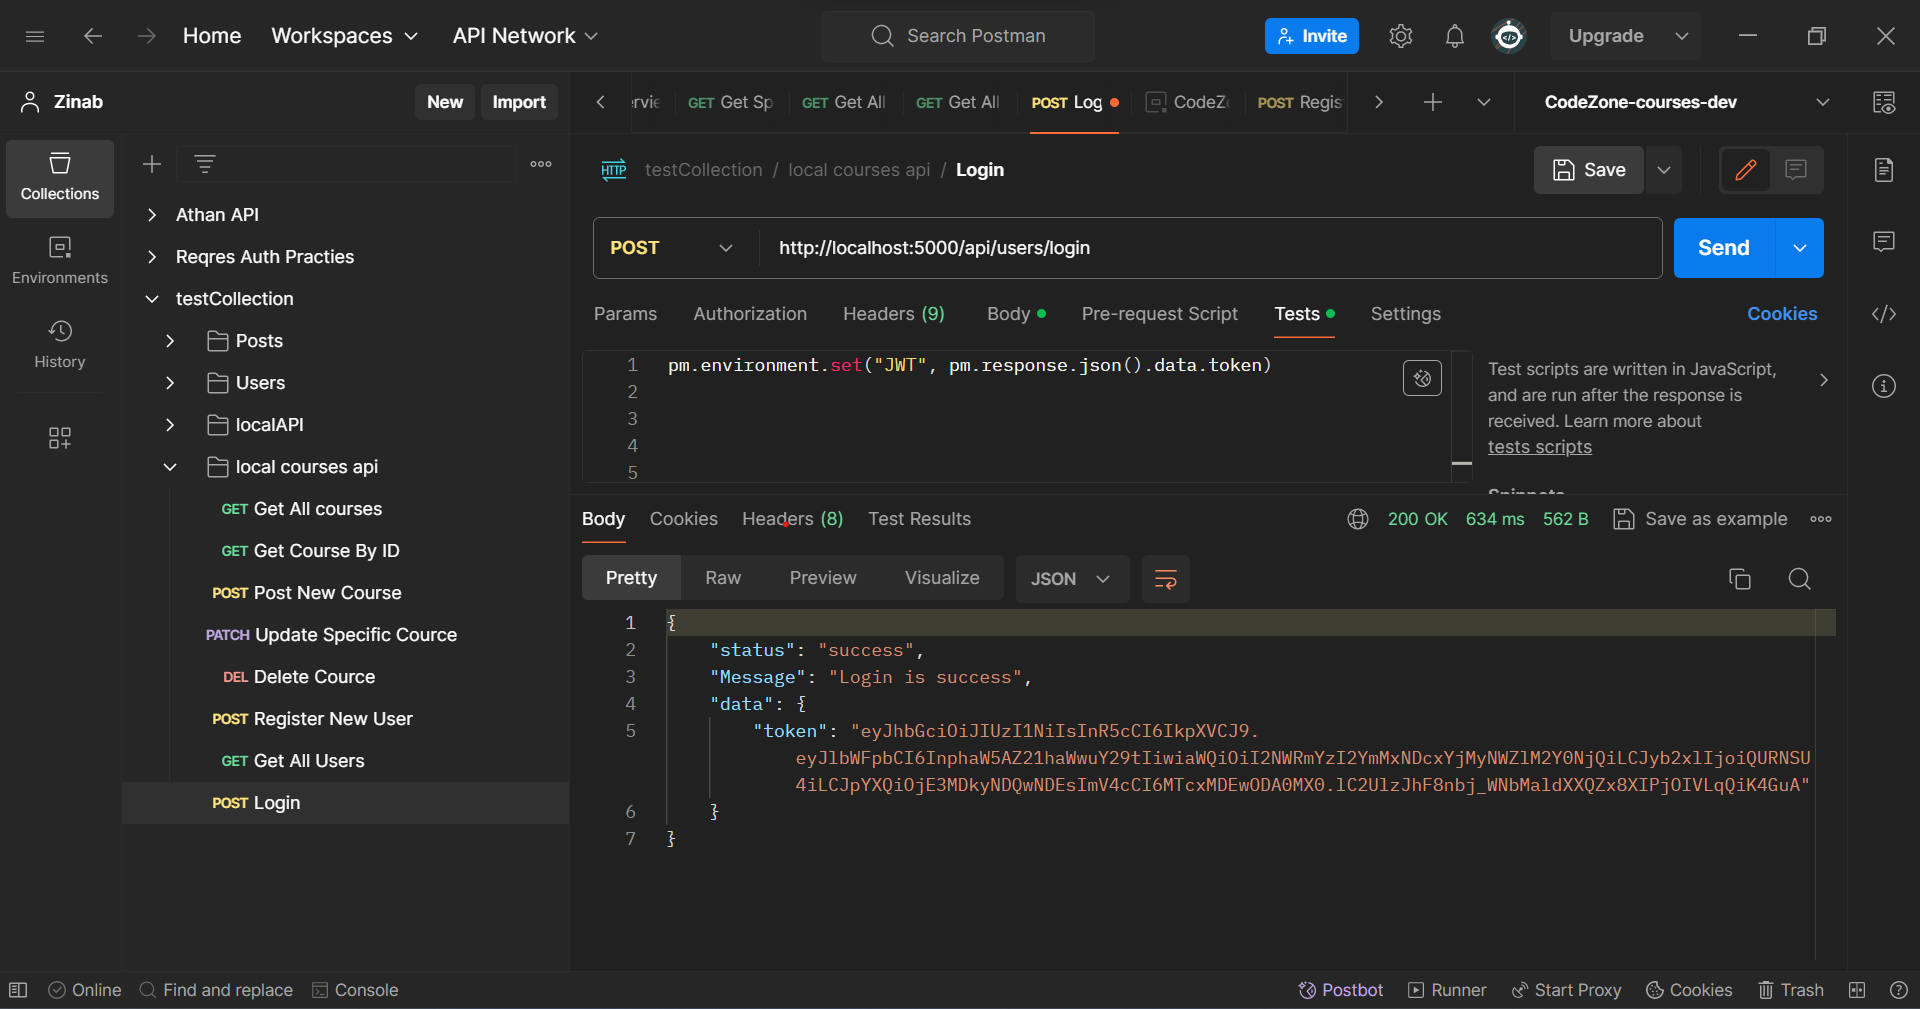 Home Workspaces API Network Search Postman Invite Upgrade
Zinab New Import
GET Get Sp GET Get All GET Get All POST Log POST Regis CodeZone-courses-dev
Collections
Environments
History
Athan API
Reqres Auth Practies
testCollection
Posts
Users
localAPI
local courses api
GET Get All courses
GET Get Course By ID
POST Post New Course
PATCH Update Specific Cource
DEL Delete Cource
POST Register New User
GET Get All Users
POST Login
HTTP testCollection / local courses api / Login Save
POST http://localhost:5000/api/users/login Send
Params Authorization Headers (9) Body Pre-request Script Tests Settings Cookies
1 pm.environment.set("JWT", pm.response.json().data.token)
2
3
4
5
Test scripts are written in JavaScript,
and are run after the response is
received. Learn more about
tests scripts
Body Cookies Headers (8) Test Results 200 OK 634 ms 562 B Save as example
Pretty Raw Preview Visualize JSON
1 {
2 "status": "success",
3 "Message": "Login is success",
4 "data": {
5 "token": "eyJhbGciOiJIUzI1NiIsInR5cCI6IkpXVCJ9.
eyJlbWFpbCI6InphaW5AZ21haWwuY29tIiwiaWQiOiI2NWRmYzI2YmMxNDcxYjMyNWZlM2Y0NjQiLCJyb2xlIjoiQURNSU
4iLCJpYXQiOjE3MDkyNDQwNDEsImV4cCI6MTcxMDEwODA0MX0.lC2UlzJhF8nbj_WNbMaldXXQZx8XIPjOIVLqQiK4GuA"
6 }
7 }
Online Find and replace Console Postbot Runner Start Proxy Cookies Trash